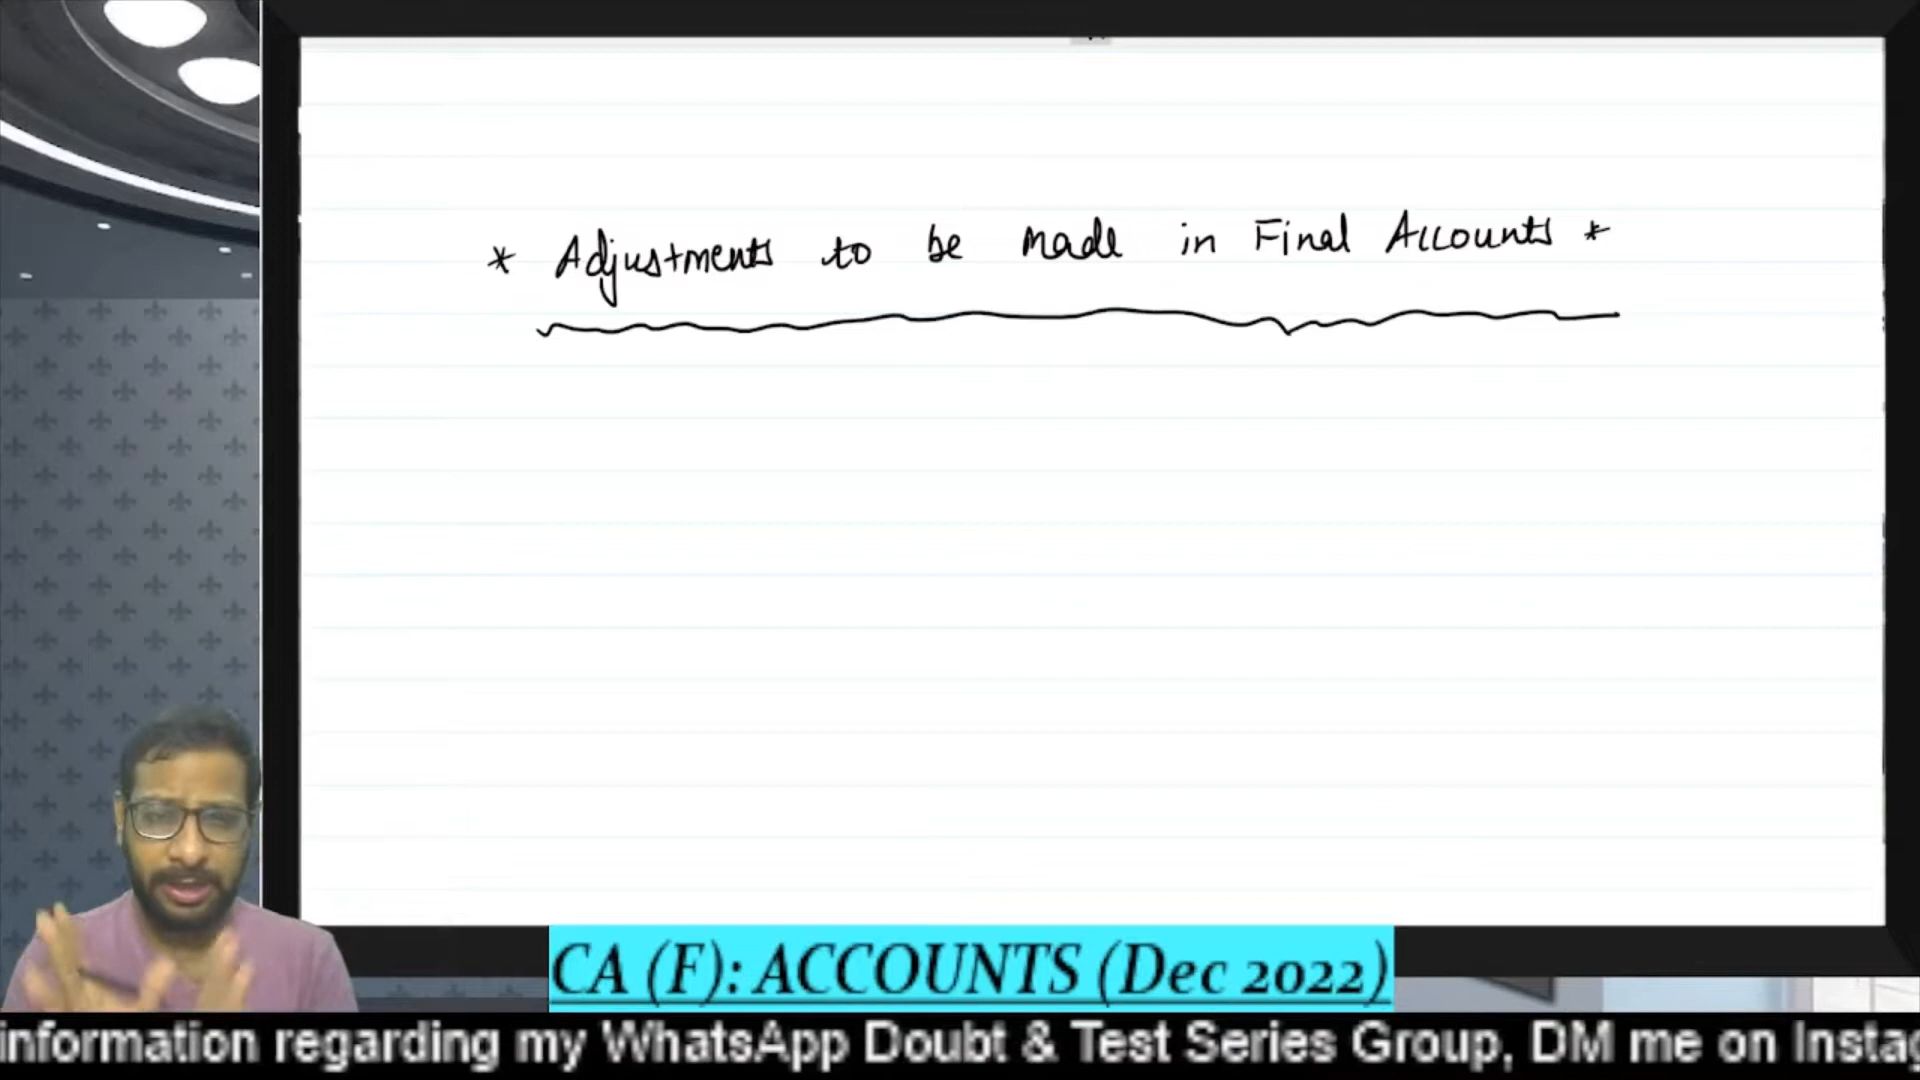 * Adjustments to be made in Final Accounts *
CA (F): ACCOUNTS (Dec 2022)
information regarding my WhatsApp Doubt & Test Series Group, DM me on Instag